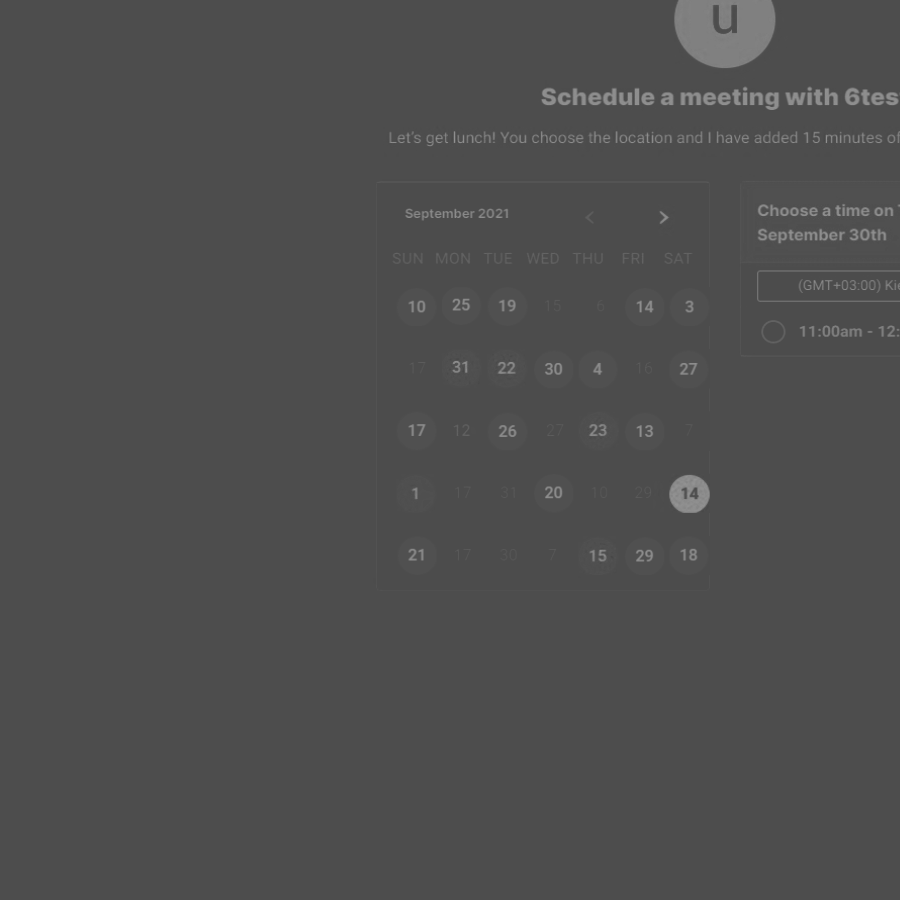 u
Schedule a meeting with 6tes
Let's get lunch! You choose the location and I have added 15 minutes of
September 2021
SUN MON TUE WED THU FRI SAT
10 25 19 15 6 14 3
17 31 22 30 4 16 27
17 12 26 27 23 13 7
1 17 31 20 10 29 14
21 17 30 7 15 29 18
Choose a time on
September 30th
(GMT+03:00) Ki
11:00am - 12: